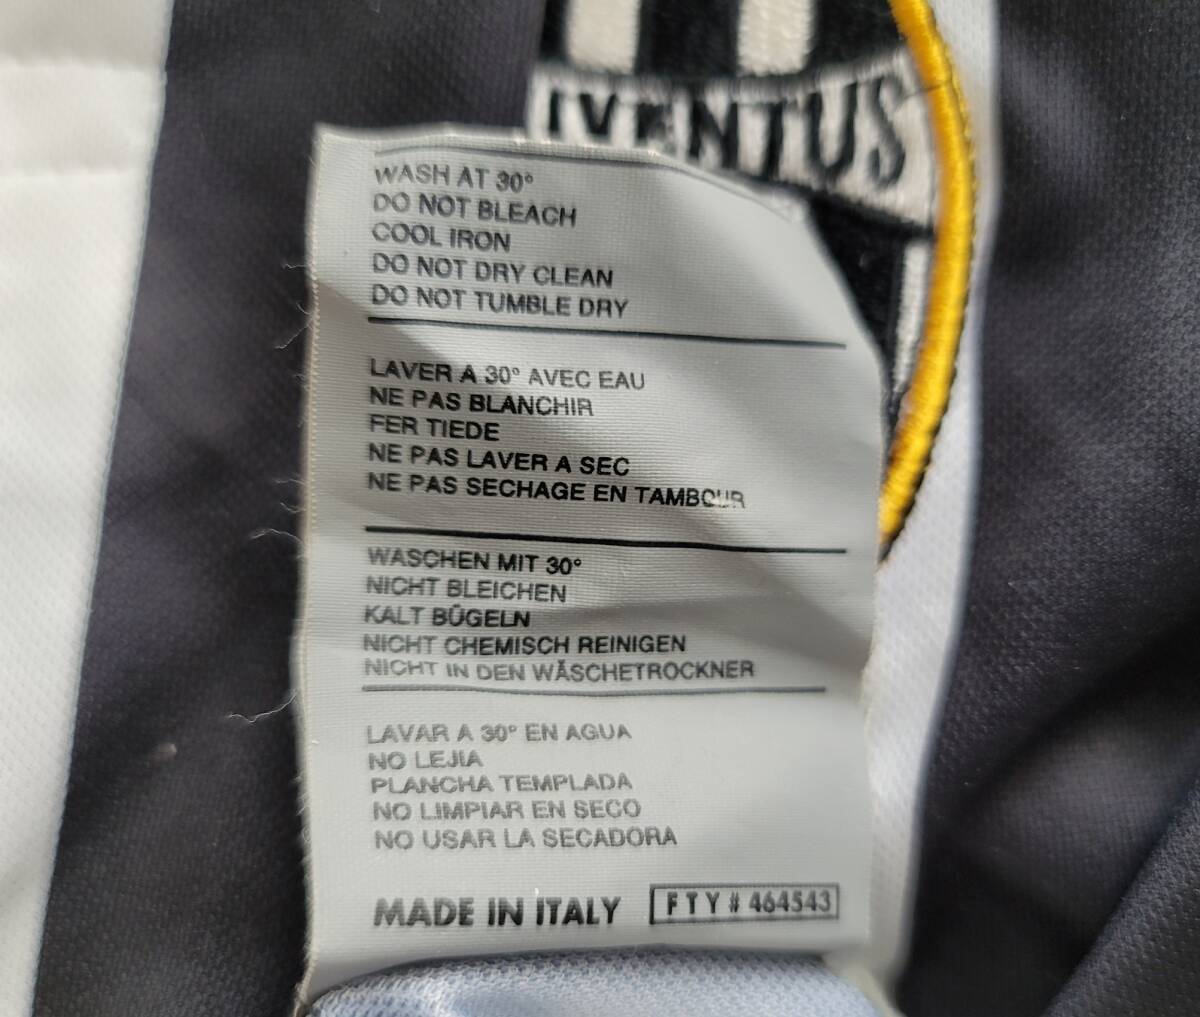 IVENTUS
WASH AT 30°
DO NOT BLEACH
COOL IRON
DO NOT DRY CLEAN
DO NOT TUMBLE DRY
LAVER A 30° AVEC EAU
NE PAS BLANCHIR
FER TIEDE
NE PAS LAVER A SEC
NE PAS SECHAGE EN TAMBOUR
WASCHEN MIT 30°
NICHT BLEICHEN
KALT BÜGELN
NICHT CHEMISCH REINIGEN
NICHT IN DEN WÄSCHETROCKNER
LAVAR A 30° EN AGUA
NO LEJIA
PLANCHA TEMPLADA
NO LIMPIAR EN SECO
NO USAR LA SECADORA
MADE IN ITALY FTY # 464543